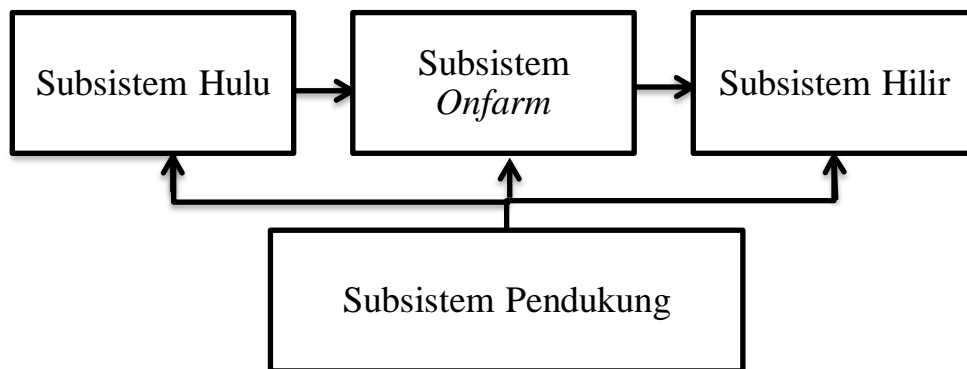 Subsistem Hulu
Subsistem
Onfarm
Subsistem Hilir
Subsistem Pendukung